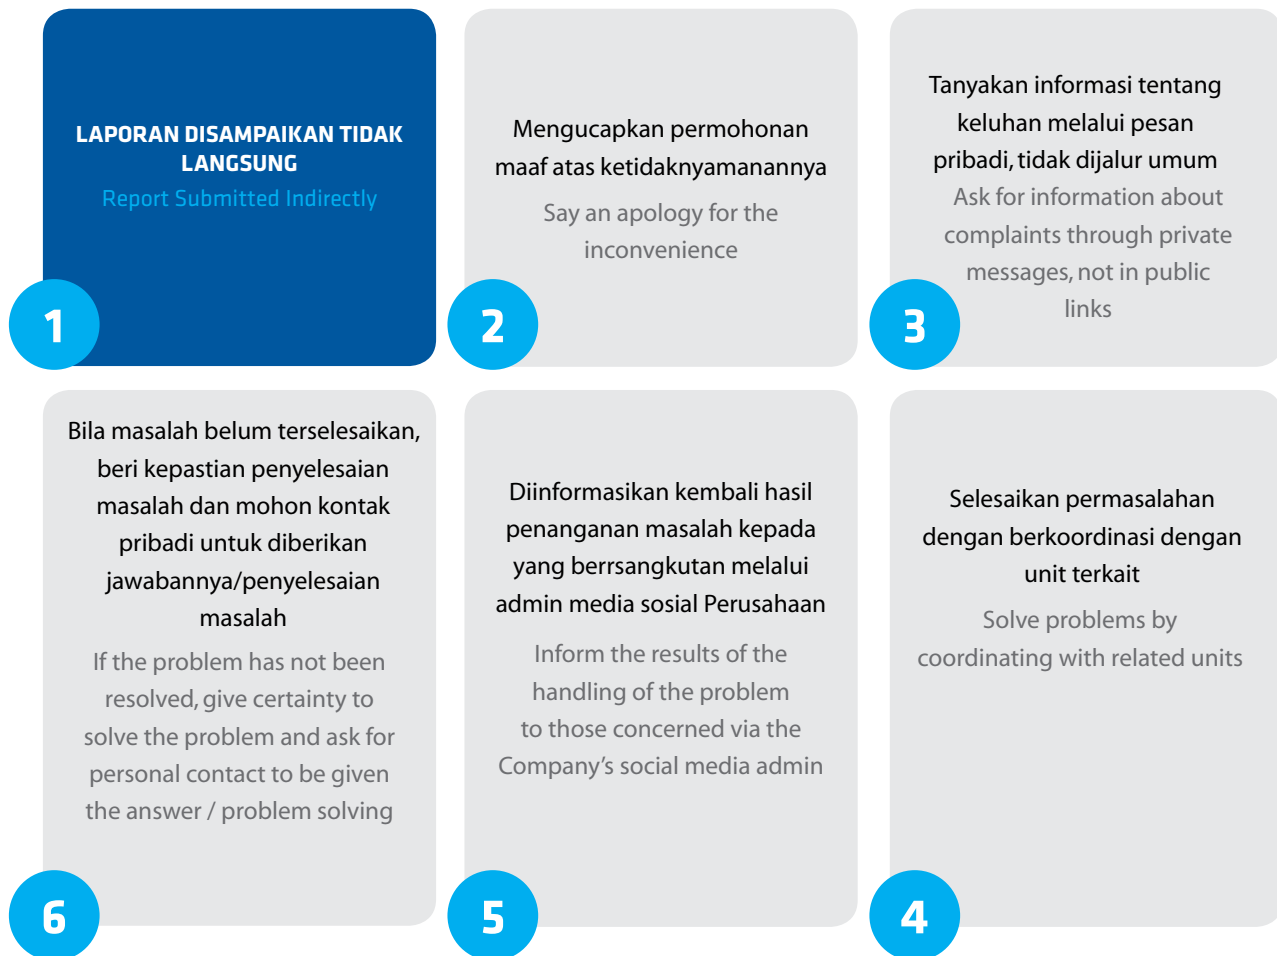 LAPORAN DISAMPAIKAN TIDAK
LANGSUNG
Report Submitted Indirectly
1
Mengucapkan permohonan
maaf atas ketidaknyamanannya
Say an apology for the
inconvenience
2
Tanyakan informasi tentang
keluhan melalui pesan
pribadi, tidak dijalur umum
Ask for information about
complaints through private
messages, not in public
links
3
Selesaikan permasalahan
dengan berkoordinasi dengan
unit terkait
Solve problems by
coordinating with related units
4
Diinformasikan kembali hasil
penanganan masalah kepada
yang berrsangkutan melalui
admin media sosial Perusahaan
Inform the results of the
handling of the problem
to those concerned via the
Company's social media admin
5
Bila masalah belum terselesaikan,
beri kepastian penyelesaian
masalah dan mohon kontak
pribadi untuk diberikan
jawabannya/penyelesaian
masalah
If the problem has not been
resolved, give certainty to
solve the problem and ask for
personal contact to be given
the answer / problem solving
6